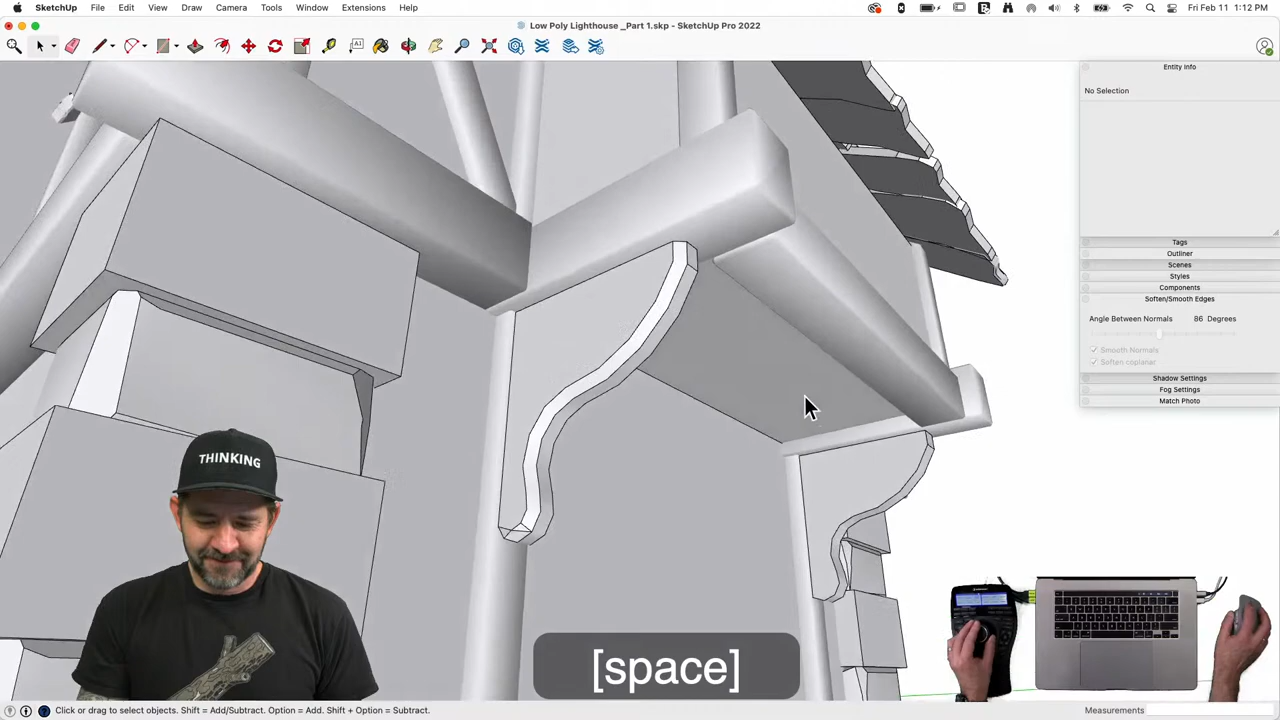 SketchUp File Edit View Draw Camera Tools Window Extensions Help
Fri Feb 11 1:12 PM
Low Poly Lighthouse _Part 1.skp - SketchUp Pro 2022
Entity Info
No Selection
Tags
Outliner
Scenes
Styles
Components
Soften/Smooth Edges
Angle Between Normals 86 Degrees
Smooth Normals
Soften coplanar
Shadow Settings
Fog Settings
Match Photo
THINKING
[space]
Click or drag to select objects. Shift = Add/Subtract. Option = Add. Shift + Option = Subtract.
Measurements